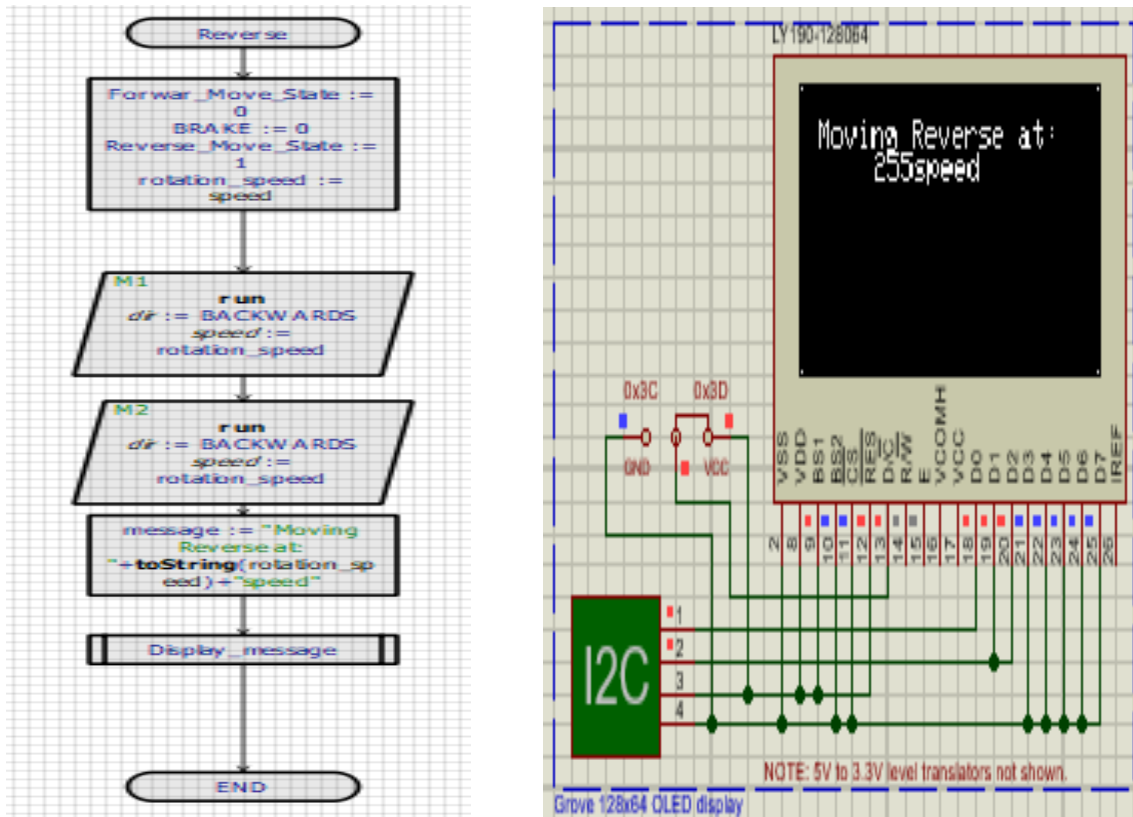 Reverse
Forwar_Move_State :=
0
BRAKE := 0
Reverse_Move_State :=
1
rotation_speed :=
speed
M1
run
dir := BACKWARDS
speed :=
rotation_speed
M2
run
dir := BACKWARDS
speed :=
rotation_speed
message := "Moving
Reverse at:
"+toString(rotation_sp
eed)+"speed"
Display_message
END
LY190-128064
Moving Reverse at:
255speed
0x3C 0x3D
GND VCC
VSS
VDD
BS1
BS2
CS
RES
D/C
R/W
E
VCOMH
VCC
D0
D1
D2
D3
D4
D5
D6
D7
IREF
2
8
9
10
11
12
13
14
15
16
17
18
19
20
21
22
23
24
25
26
I2C
1
2
3
4
NOTE: 5V to 3.3V level translators not shown.
Grove 128x64 OLED display